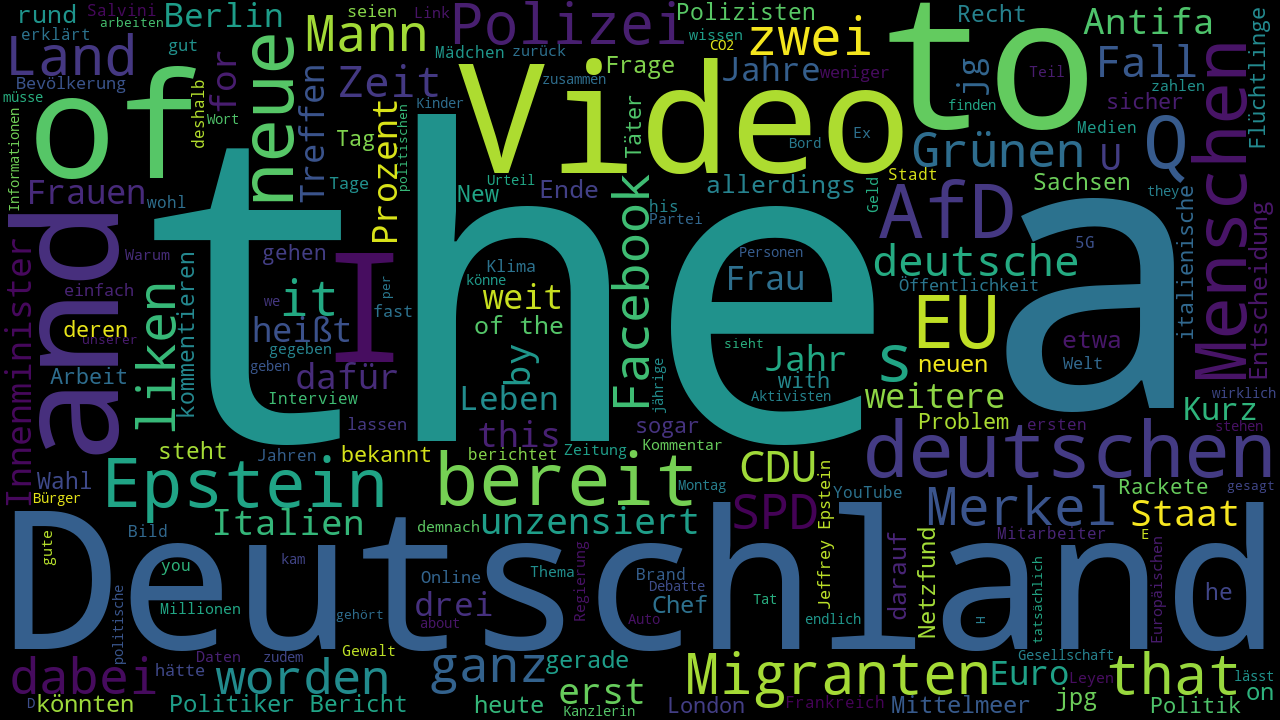 the
Deutschland
a
to
of
Video
and
I
neue
Polizei
Mann
zwei
Menschen
deutschen
AfD
EU
Migranten
that
Epstein
bereit
Merkel
SPD
CDU
Facebook
liken
Land
Zeit
Berlin
Salvini
arbeiten
seien
Link
rund
erklärt
gut
Mädchen
zurück
Polizisten
wissen
CO2
Recht
Antifa
Flüchtlinge
Bevölkerung
müsse
deshalb
Wort
for
Treffen
Prozent
politischen
Tag
Kinder
zusammen
Frage
Jahre
weniger
jg
Teil
Fall
zahlen
sicher
finden
Medien
Q
Informationen
Frauen
wohl
Tage
New
Urteil
Ende
Täter
Bord
Ex
allerdings
Grünen
U
Stadt
Sachsen
they
Geld
his
Partei
Innenminister
Warum
gehen
einfach
kommentieren
it
we
heißt
gegeben
geben
per
fast
Klima
könne
weit
of the
by
Personen
Frau
deutsche
Öffentlichkeit
5G
italienische
Entscheidung
deren
unserer
Arbeit
dafür
Interview
lassen
Leben
sieht
Jahr
with
Aktivisten
jährige
s
neuen
etwa
Welt
weitere
wirklich
Kurz
stehen
Problem
ersten
steht
Jahren
bekannt
this
berichtet
Zeitung
sogar
Kommentar
Wahl
Bürger
Montag
YouTube
Jeffrey Epstein
Rackete
gesagt
Staat
Italien
demnach
unzensiert
Mitarbeiter
E
Bild
gute
you
kam
Online
Thema
Regierung
Brand
Debatte
Chef
Tat
darauf
Netzfund
he
H
tatsächlich
Europäischen
politische
Millionen
gehört
drei
about
Auto
endlich
Gesellschaft
Gewalt
dabei
hätte
Daten
zudem
worden
ganz
gerade
erst
Euro
Leyen
lässt
on
D
könnten
Politiker
Bericht
heute
Kanzlerin
London
Frankreich
Mittelmeer
jpg
Politik